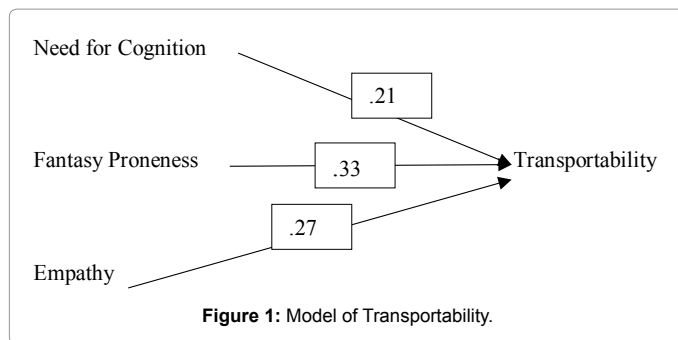 Need for Cognition
.21
Fantasy Proneness
.33
Transportability
.27
Empathy
Figure 1: Model of Transportability.